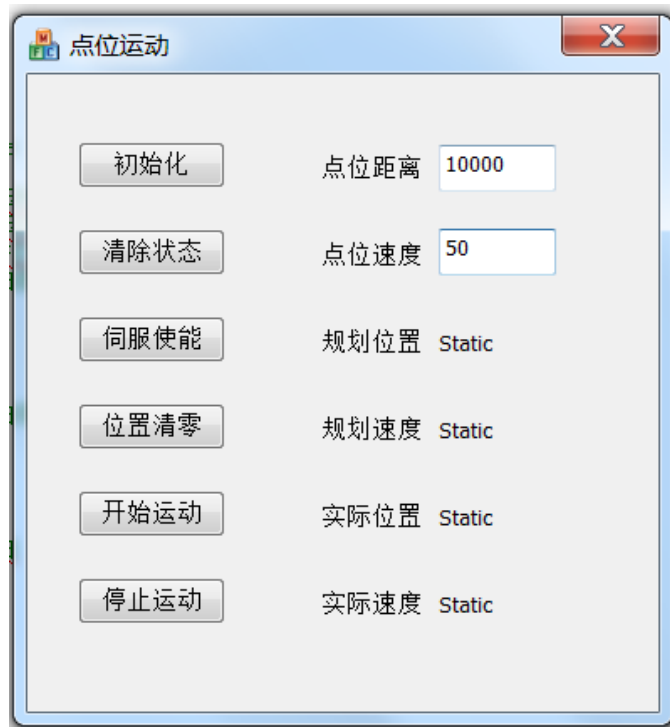 点位运动
初始化 点位距离 10000
清除状态 点位速度 50
伺服使能 规划位置 Static
位置清零 规划速度 Static
开始运动 实际位置 Static
停止运动 实际速度 Static